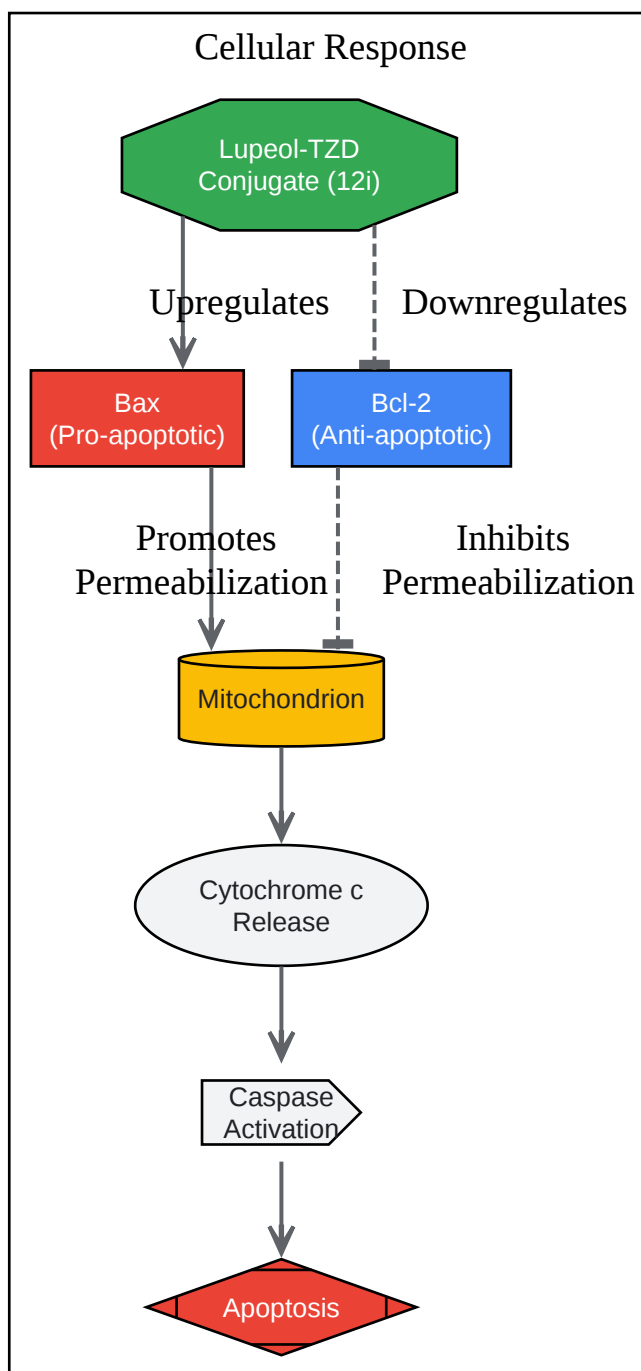 Cellular Response
Lupeol-TZD
Conjugate (12i)
Upregulates
Downregulates
Bax
(Pro-apoptotic)
Bcl-2
(Anti-apoptotic)
Promotes
Permeabilization
Inhibits
Permeabilization
Mitochondrion
Cytochrome c
Release
Caspase
Activation
Apoptosis